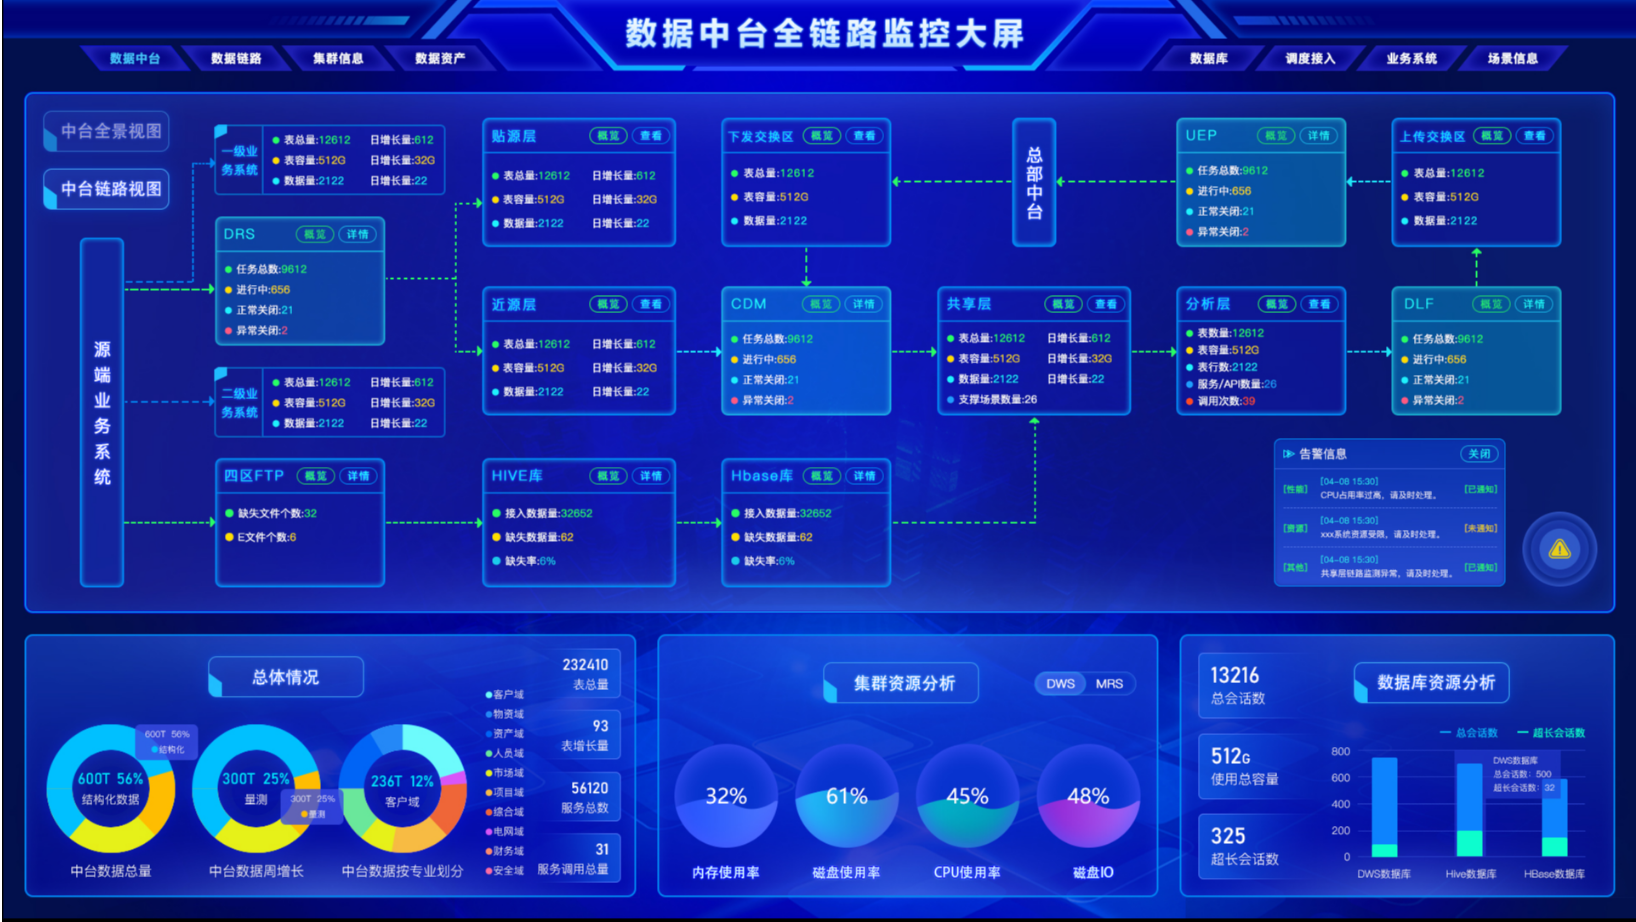 数据中台全链路监控大屏
数据中台
数据链路
集群信息
数据资产
数据库
调度接入
业务系统
场景信息
中台全景视图
中台链路视图
源端业务系统
一级业务系统
表总量:12612 日增长量:612
表容量:512G 日增长量:32G
数据量:2122 日增长量:22
DRS 概览 详情
任务总数:9612
进行中:656
正常关闭:21
异常关闭:2
二级业务系统
表总量:12612 日增长量:612
表容量:512G 日增长量:32G
数据量:2122 日增长量:22
四区FTP 概览 详情
缺失文件个数:32
E文件个数:6
贴源层 概览 查看
表总量:12612 日增长量:612
表容量:512G 日增长量:32G
数据量:2122 日增长量:22
近源层 概览 查看
表总量:12612 日增长量:612
表容量:512G 日增长量:32G
数据量:2122 日增长量:22
HIVE库 概览 详情
接入数据量:32652
缺失数据量:62
缺失率:6%
下发交换区 概览 查看
表总量:12612
表容量:512G
数据量:2122
CDM 概览 详情
任务总数:9612
进行中:656
正常关闭:21
异常关闭:2
Hbase库 概览 详情
接入数据量:32652
缺失数据量:62
缺失率:6%
总部中台
共享层 概览 查看
表总量:12612 日增长量:612
表容量:512G 日增长量:32G
数据量:2122 日增长量:22
支撑场景数量:26
UEP 概览 详情
任务总数:9612
进行中:656
正常关闭:21
异常关闭:2
分析层 概览 查看
表数量:12612
表容量:512G
表行数:2122
服务/API数量:26
调用次数:39
上传交换区 概览 查看
表总量:12612
表容量:512G
数据量:2122
DLF 概览 详情
任务总数:9612
进行中:656
正常关闭:21
异常关闭:2
告警信息 关闭
[性能] [04-08 15:30] [已通知]
CPU占用率过高，请及时处理。
[资源] [04-08 15:30] [未通知]
xxx系统资源受限，请及时处理。
[其他] [04-08 15:30] [已通知]
共享层链路监测异常，请及时处理。
总体情况
600T 56%
结构化
600T 56%
结构化数据
中台数据总量
300T 25%
量测
300T 25%
量测
中台数据周增长
236T 12%
客户域
中台数据按专业划分
客户域
物资域
资产域
人员域
市场域
项目域
综合域
电网域
财务域
安全域
232410
表总量
93
表增长量
56120
服务总数
31
服务调用总量
集群资源分析
DWS MRS
32%
内存使用率
61%
磁盘使用率
45%
CPU使用率
48%
磁盘IO
13216
总会话数
512G
使用总容量
325
超长会话数
数据库资源分析
总会话数 超长会话数
800
600
400
200
0
DWS数据库
总会话数：500
超长会话数：32
DWS数据库 Hive数据库 HBase数据库